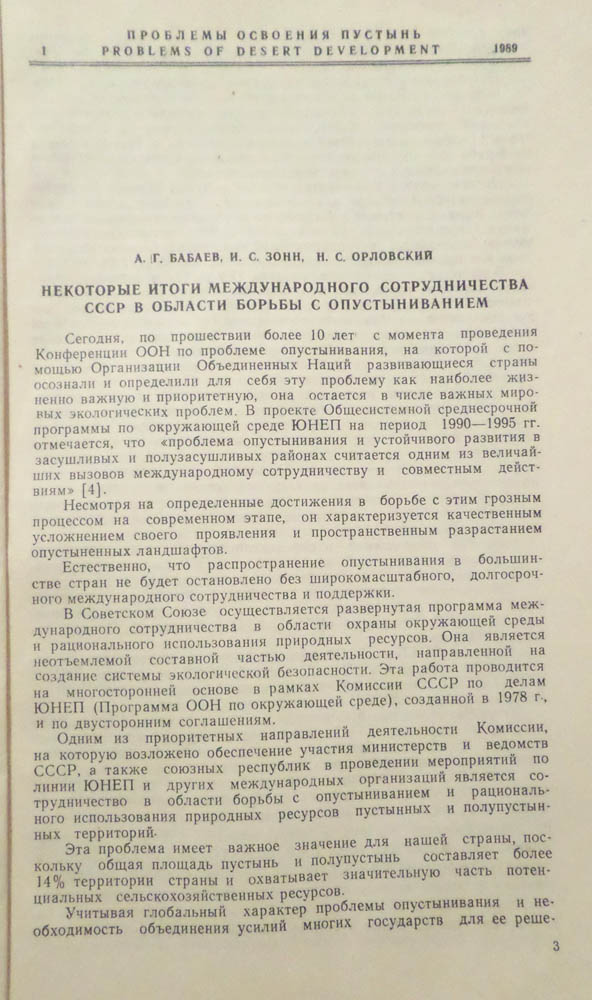 ПРОБЛЕМЫ ОСВОЕНИЯ ПУСТЫНЬ
1 PROBLEMS OF DESERT DEVELOPMENT 1989
А. Г. БАБАЕВ, И. С. ЗОНН, Н. С. ОРЛОВСКИЙ
НЕКОТОРЫЕ ИТОГИ МЕЖДУНАРОДНОГО СОТРУДНИЧЕСТВА
СССР В ОБЛАСТИ БОРЬБЫ С ОПУСТЫНИВАНИЕМ
Сегодня, по прошествии более 10 лет с момента проведения
Конференции ООН по проблеме опустынивания, на которой с по-
мощью Организации Объединенных Наций развивающиеся страны
осознали и определили для себя эту проблему как наиболее жиз-
ненно важную и приоритетную, она остается в числе важных миро-
вых экологических проблем. В проекте Общесистемной среднесрочной
программы по окружающей среде ЮНЕП на период 1990—1995 гг.
отмечается, что «проблема опустынивания и устойчивого развития в
засушливых и полузасушливых районах считается одним из величай-
ших вызовов международному сотрудничеству и совместным дейст-
виям» [4].
Несмотря на определенные достижения в борьбе с этим грозным
процессом на современном этапе, он характеризуется качественным
усложнением своего проявления и пространственным разрастанием
опустыненных ландшафтов.
Естественно, что распространение опустынивания в большин-
стве стран не будет остановлено без широкомасштабного, долгосроч-
ного международного сотрудничества и поддержки.
В Советском Союзе осуществляется развернутая программа меж-
дународного сотрудничества в области охраны окружающей среды
и рационального использования природных ресурсов. Она является
неотъемлемой составной частью деятельности, направленной на
создание системы экологической безопасности. Эта работа проводится
на многосторонней основе в рамках Комиссии СССР по делам
ЮНЕП (Программа ООН по окружающей среде), созданной в 1978 г.,
и по двусторонним соглашениям.
Одним из приоритетных направлений деятельности Комиссии,
на которую возложено обеспечение участия министерств и ведомств
СССР, а также союзных республик в проведении мероприятий по
линии ЮНЕП и других международных организаций является со-
трудничество в области борьбы с опустыниванием и рациональ-
ного использования природных ресурсов пустынных и полупустын-
ных территорий.
Эта проблема имеет важное значение для нашей страны, пос-
кольку общая площадь пустынь и полупустынь составляет более
14% территории страны и охватывает значительную часть потен-
циальных сельскохозяйственных ресурсов.
Учитывая глобальный характер проблемы опустынивания и не-
обходимость объединения усилий многих государств для ее реше-
3